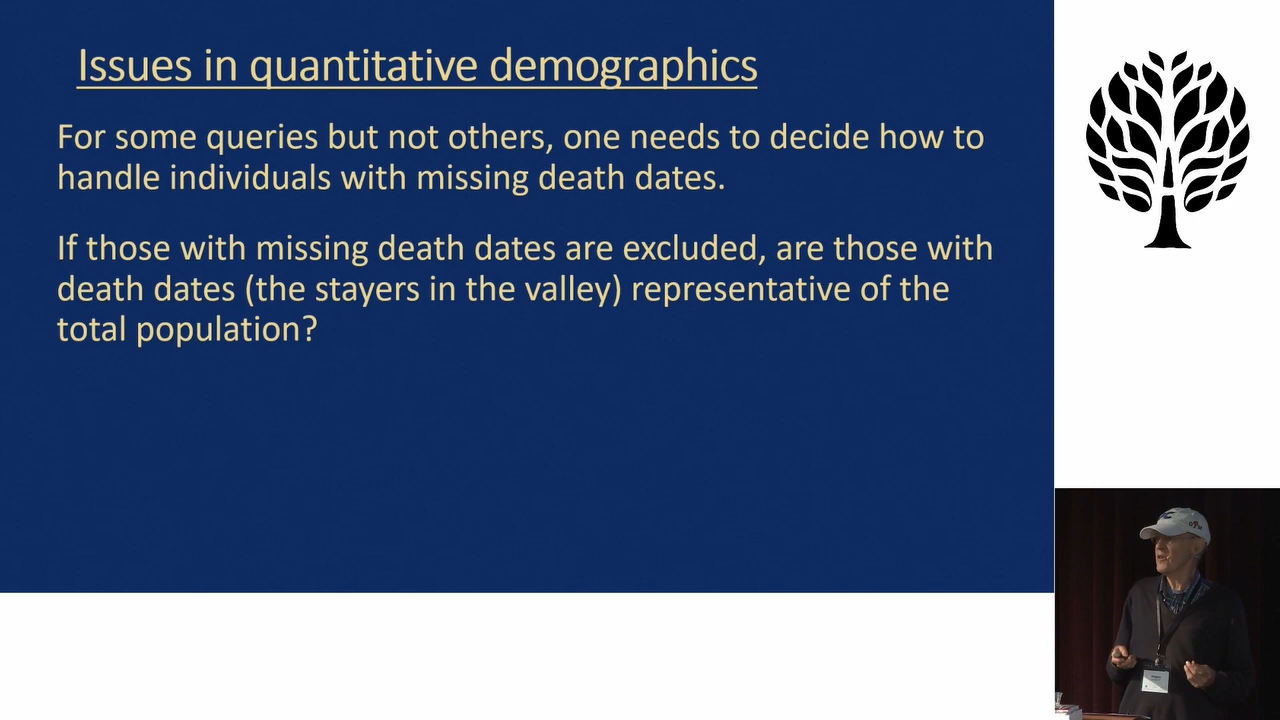 Issues in quantitative demographics
For some queries but not others, one needs to decide how to
handle individuals with missing death dates.
If those with missing death dates are excluded, are those with
death dates (the stayers in the valley) representative of the
total population?